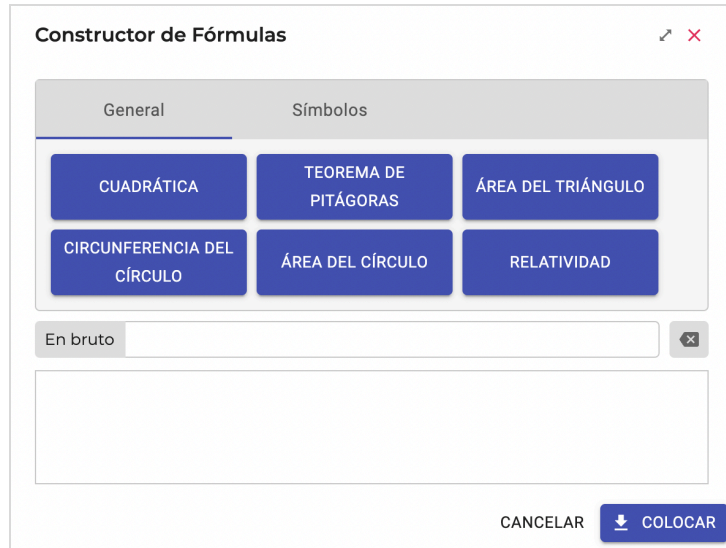 Constructor de Fórmulas
General
Símbolos
CUADRÁTICA
TEOREMA DE
PITÁGORAS
ÁREA DEL TRIÁNGULO
CIRCUNFERENCIA DEL
CÍRCULO
ÁREA DEL CÍRCULO
RELATIVIDAD
En bruto
CANCELAR
COLOCAR